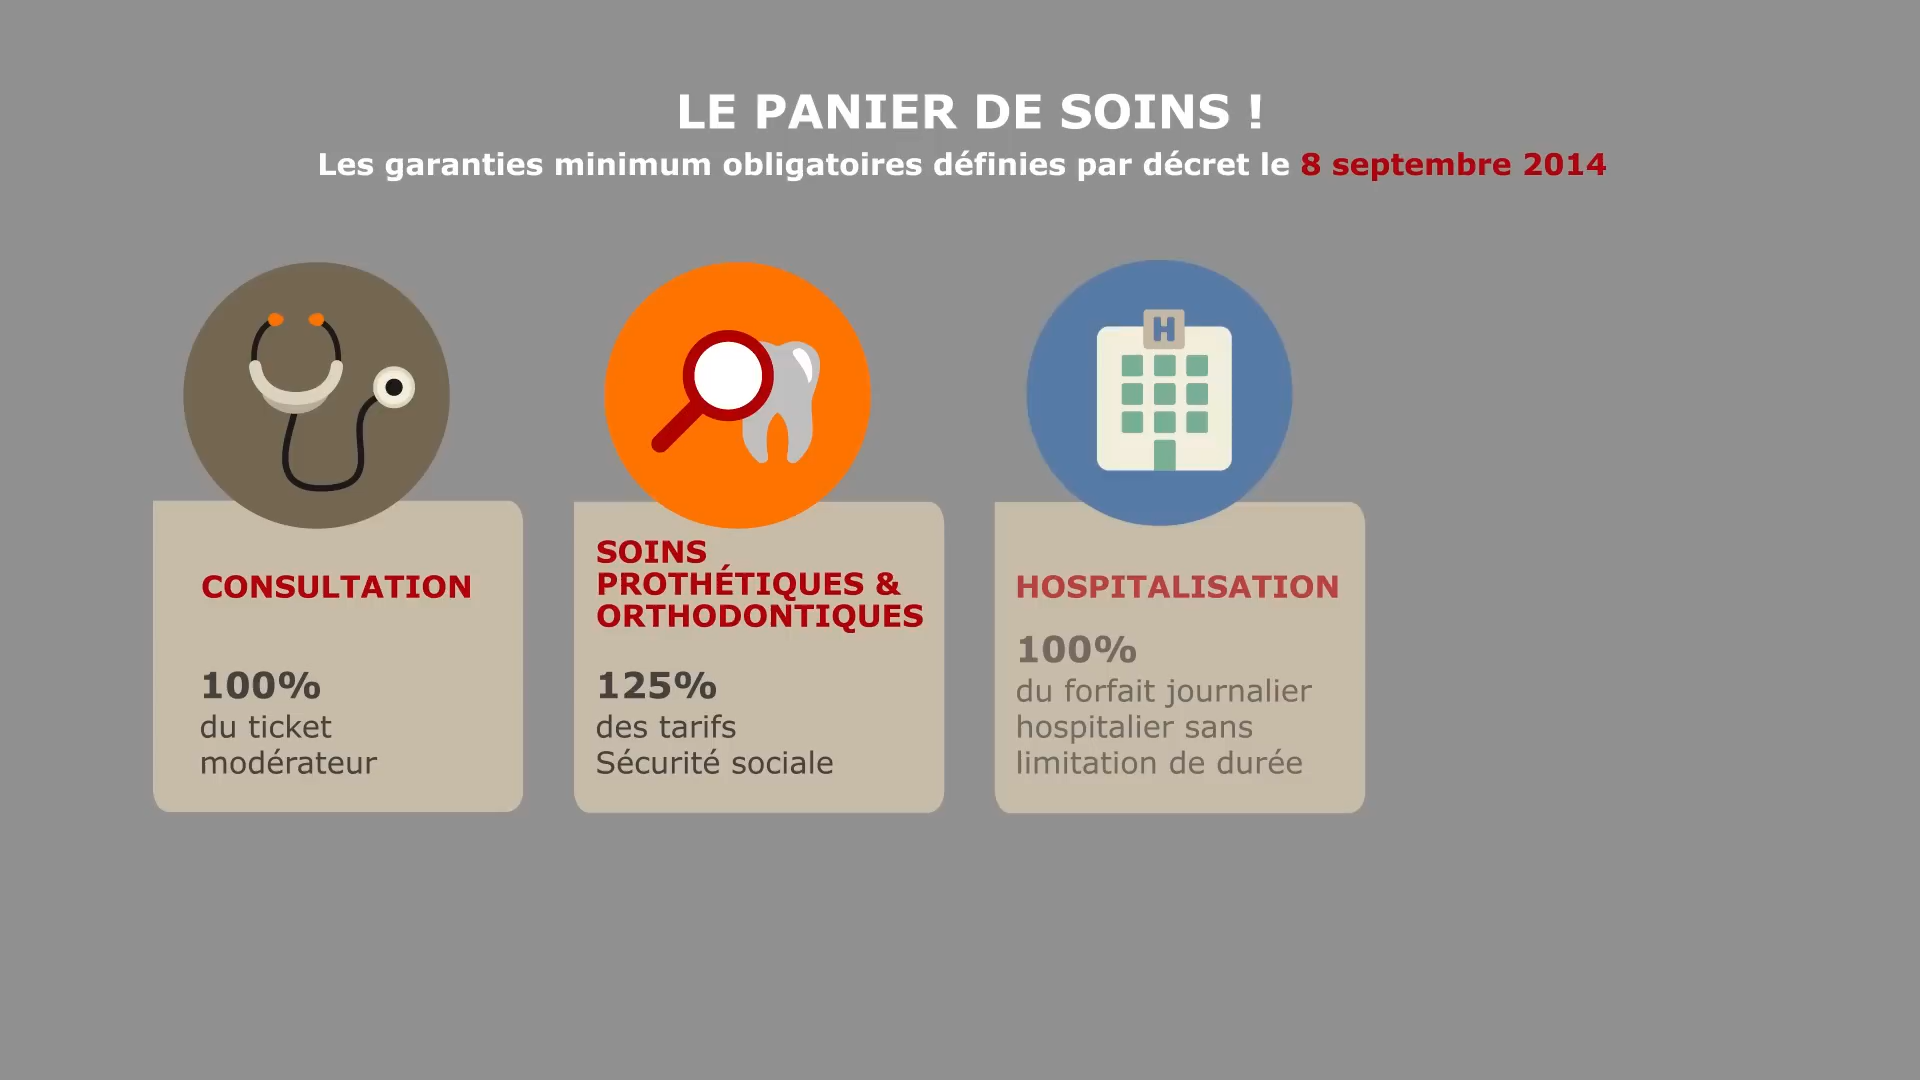 LE PANIER DE SOINS !
Les garanties minimum obligatoires définies par décret le 8 septembre 2014
H
CONSULTATION
100%
du ticket
modérateur
SOINS
PROTHÉTIQUES &
ORTHODONTIQUES
125%
des tarifs
Sécurité sociale
HOSPITALISATION
100%
du forfait journalier
hospitalier sans
limitation de durée